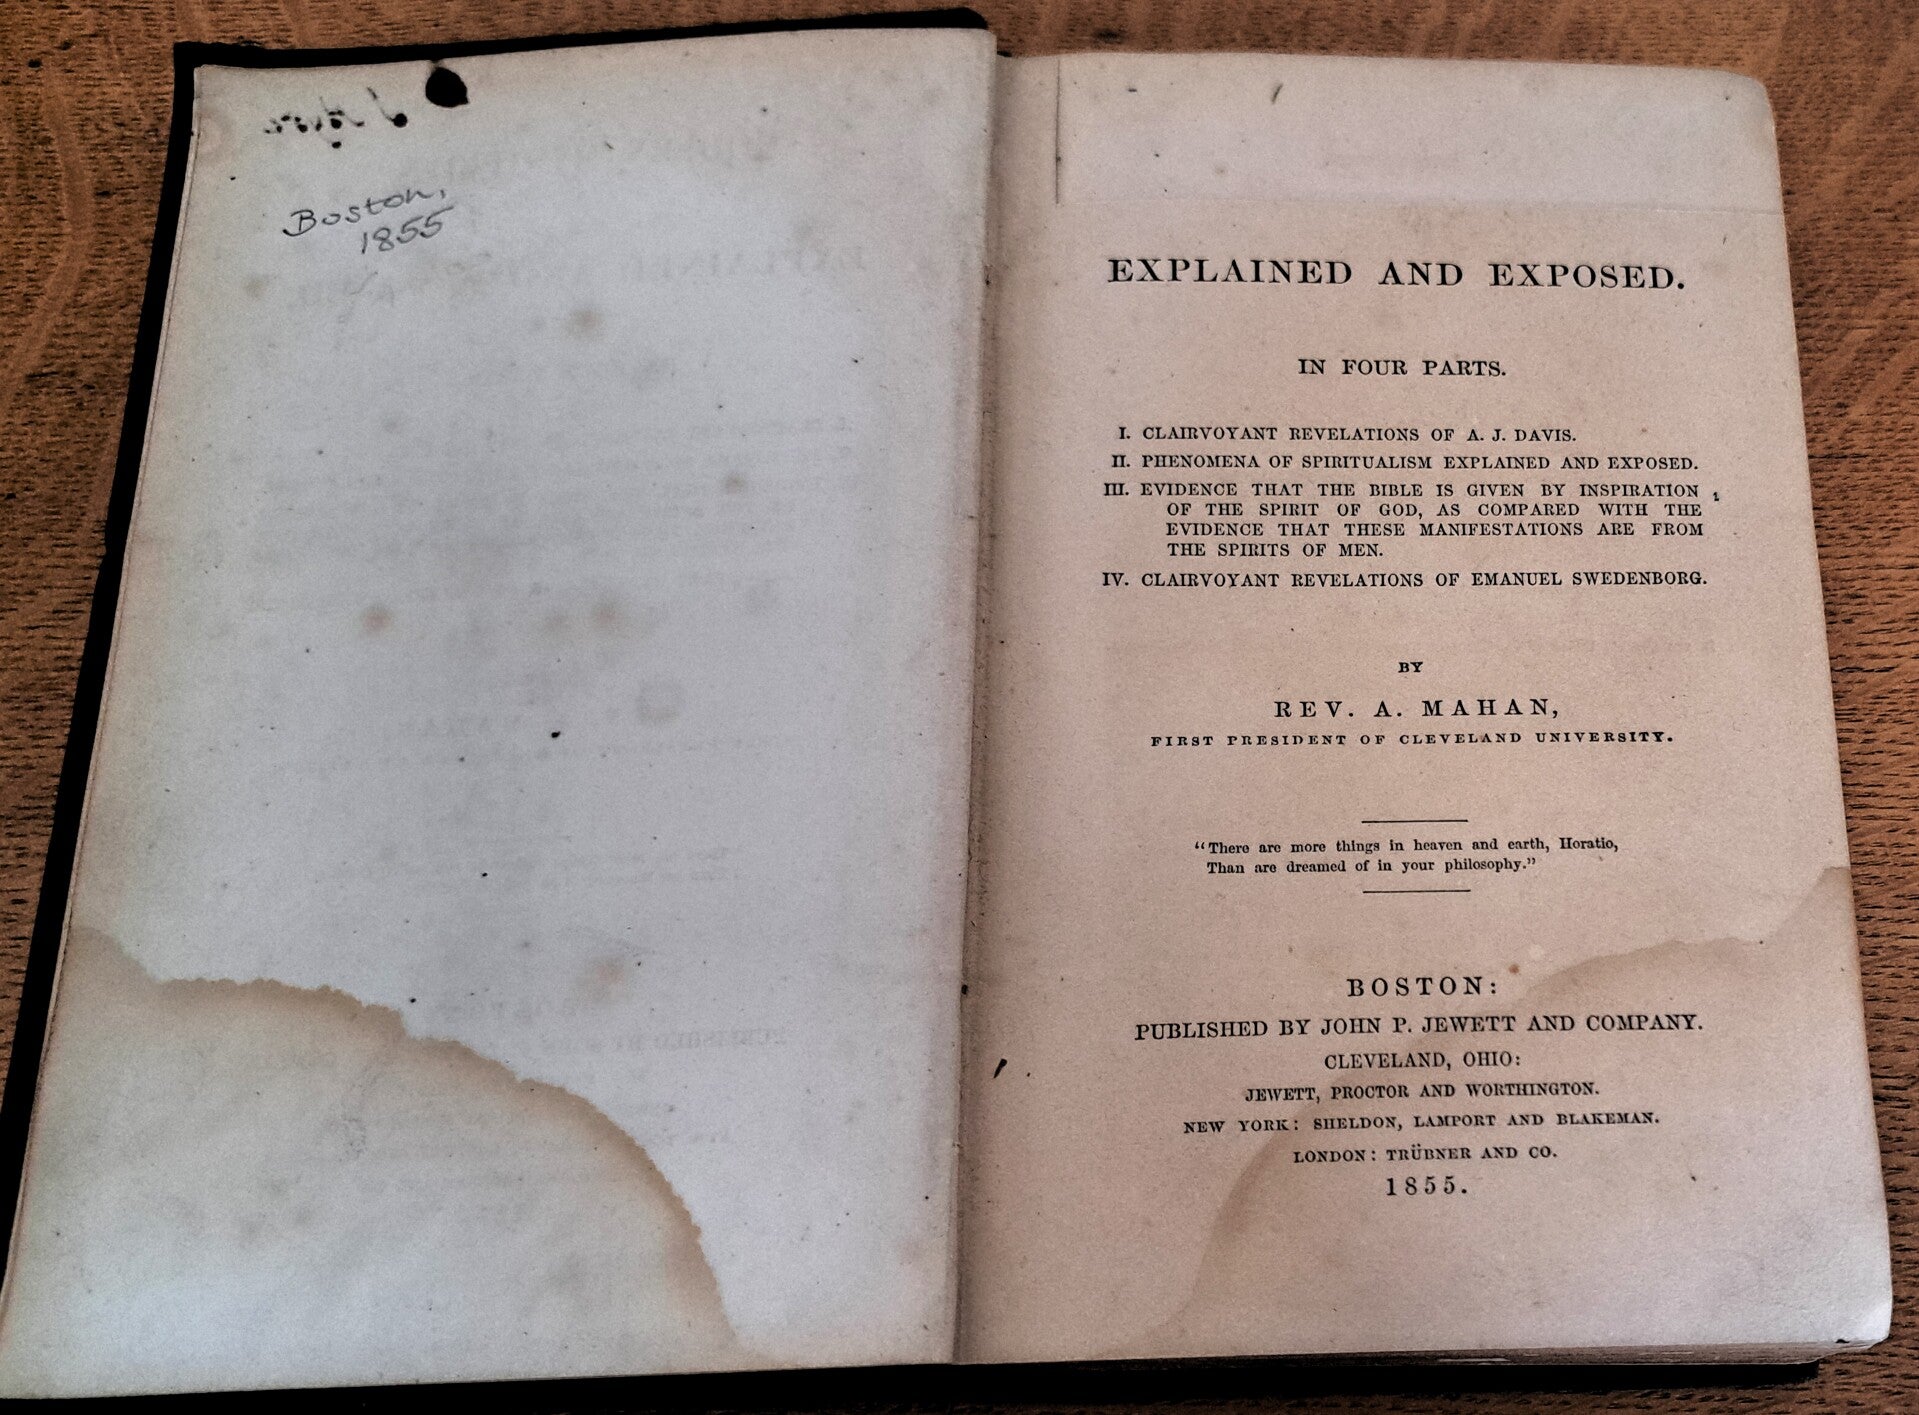 Boston,
1855
EXPLAINED AND EXPOSED.
IN FOUR PARTS.
I. CLAIRVOYANT REVELATIONS OF A. J. DAVIS.
II. PHENOMENA OF SPIRITUALISM EXPLAINED AND EXPOSED.
III. EVIDENCE THAT THE BIBLE IS GIVEN BY INSPIRATION
OF THE SPIRIT OF GOD, AS COMPARED WITH THE
EVIDENCE THAT THESE MANIFESTATIONS ARE FROM
THE SPIRITS OF MEN.
IV. CLAIRVOYANT REVELATIONS OF EMANUEL SWEDENBORG.
BY
REV. A. MAHAN,
FIRST PRESIDENT OF CLEVELAND UNIVERSITY.
“There are more things in heaven and earth, Horatio,
Than are dreamed of in your philosophy.”
BOSTON:
PUBLISHED BY JOHN P. JEWETT AND COMPANY.
CLEVELAND, OHIO:
JEWETT, PROCTOR AND WORTHINGTON.
NEW YORK: SHELDON, LAMPORT AND BLAKEMAN.
LONDON: TRÜBNER AND CO.
1855.